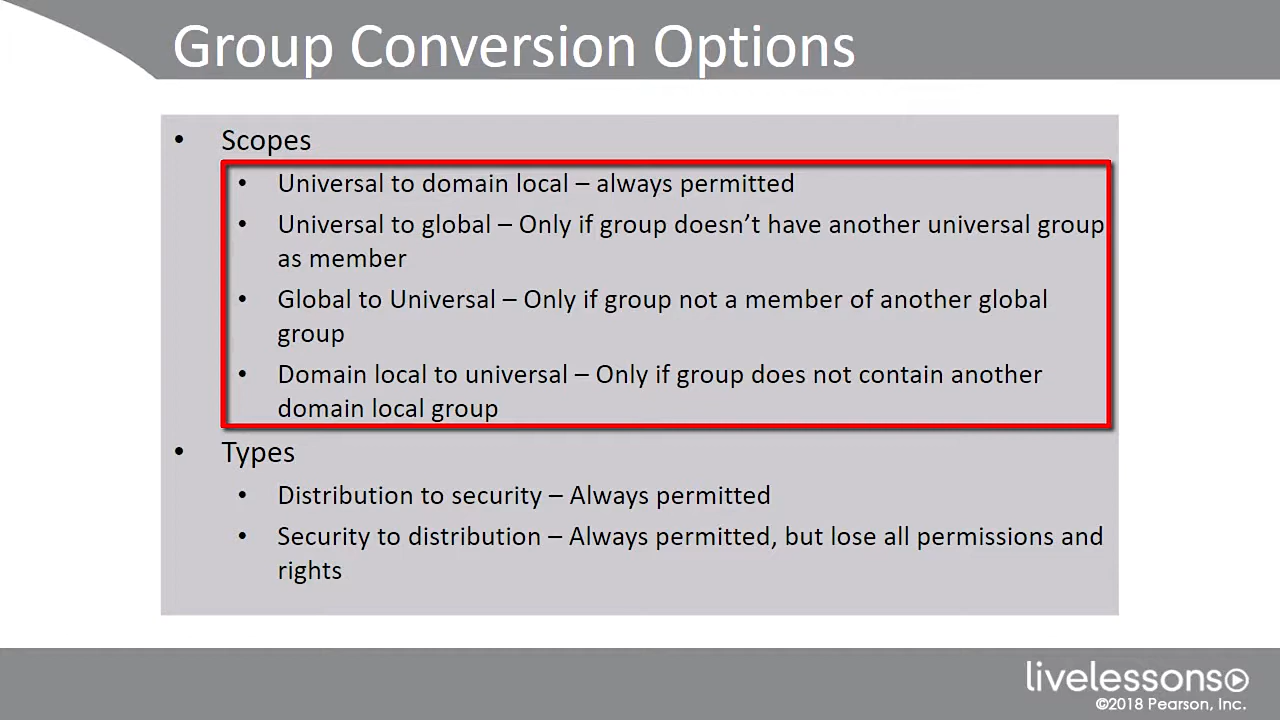 Group Conversion Options
• Scopes
• Universal to domain local – always permitted
• Universal to global – Only if group doesn’t have another universal group
as member
• Global to Universal – Only if group not a member of another global
group
• Domain local to universal – Only if group does not contain another
domain local group
• Types
• Distribution to security – Always permitted
• Security to distribution – Always permitted, but lose all permissions and
rights
livelessons
©2018 Pearson, Inc.